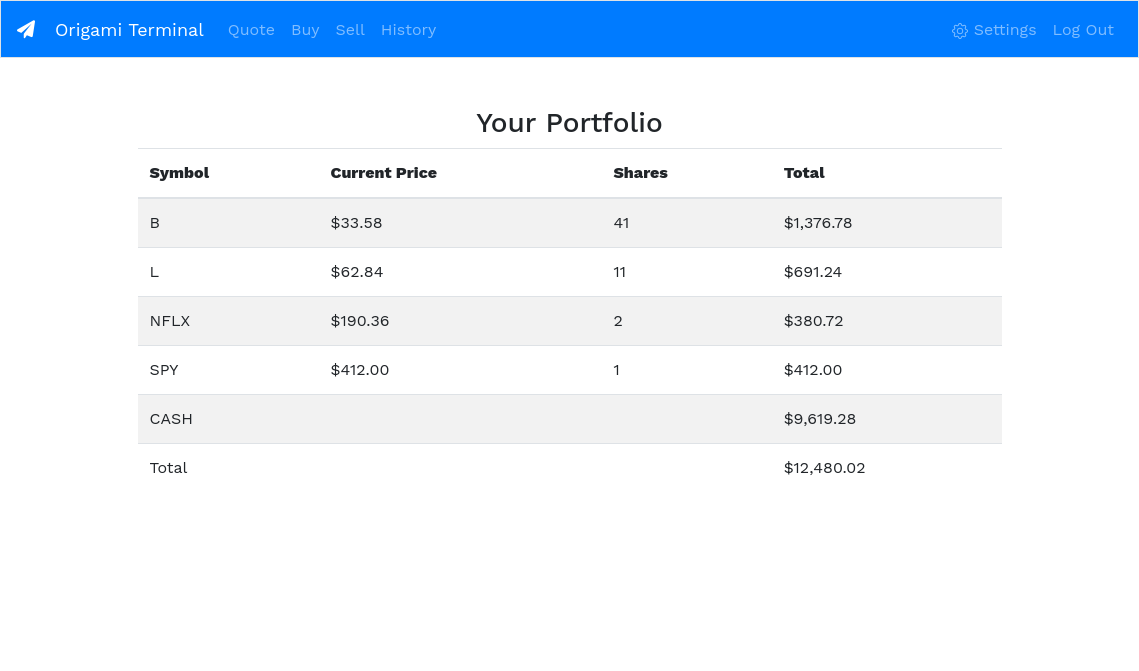 Origami Terminal Quote Buy Sell History Settings Log Out
Your Portfolio
Symbol Current Price Shares Total
B $33.58 41 $1,376.78
L $62.84 11 $691.24
NFLX $190.36 2 $380.72
SPY $412.00 1 $412.00
CASH $9,619.28
Total $12,480.02